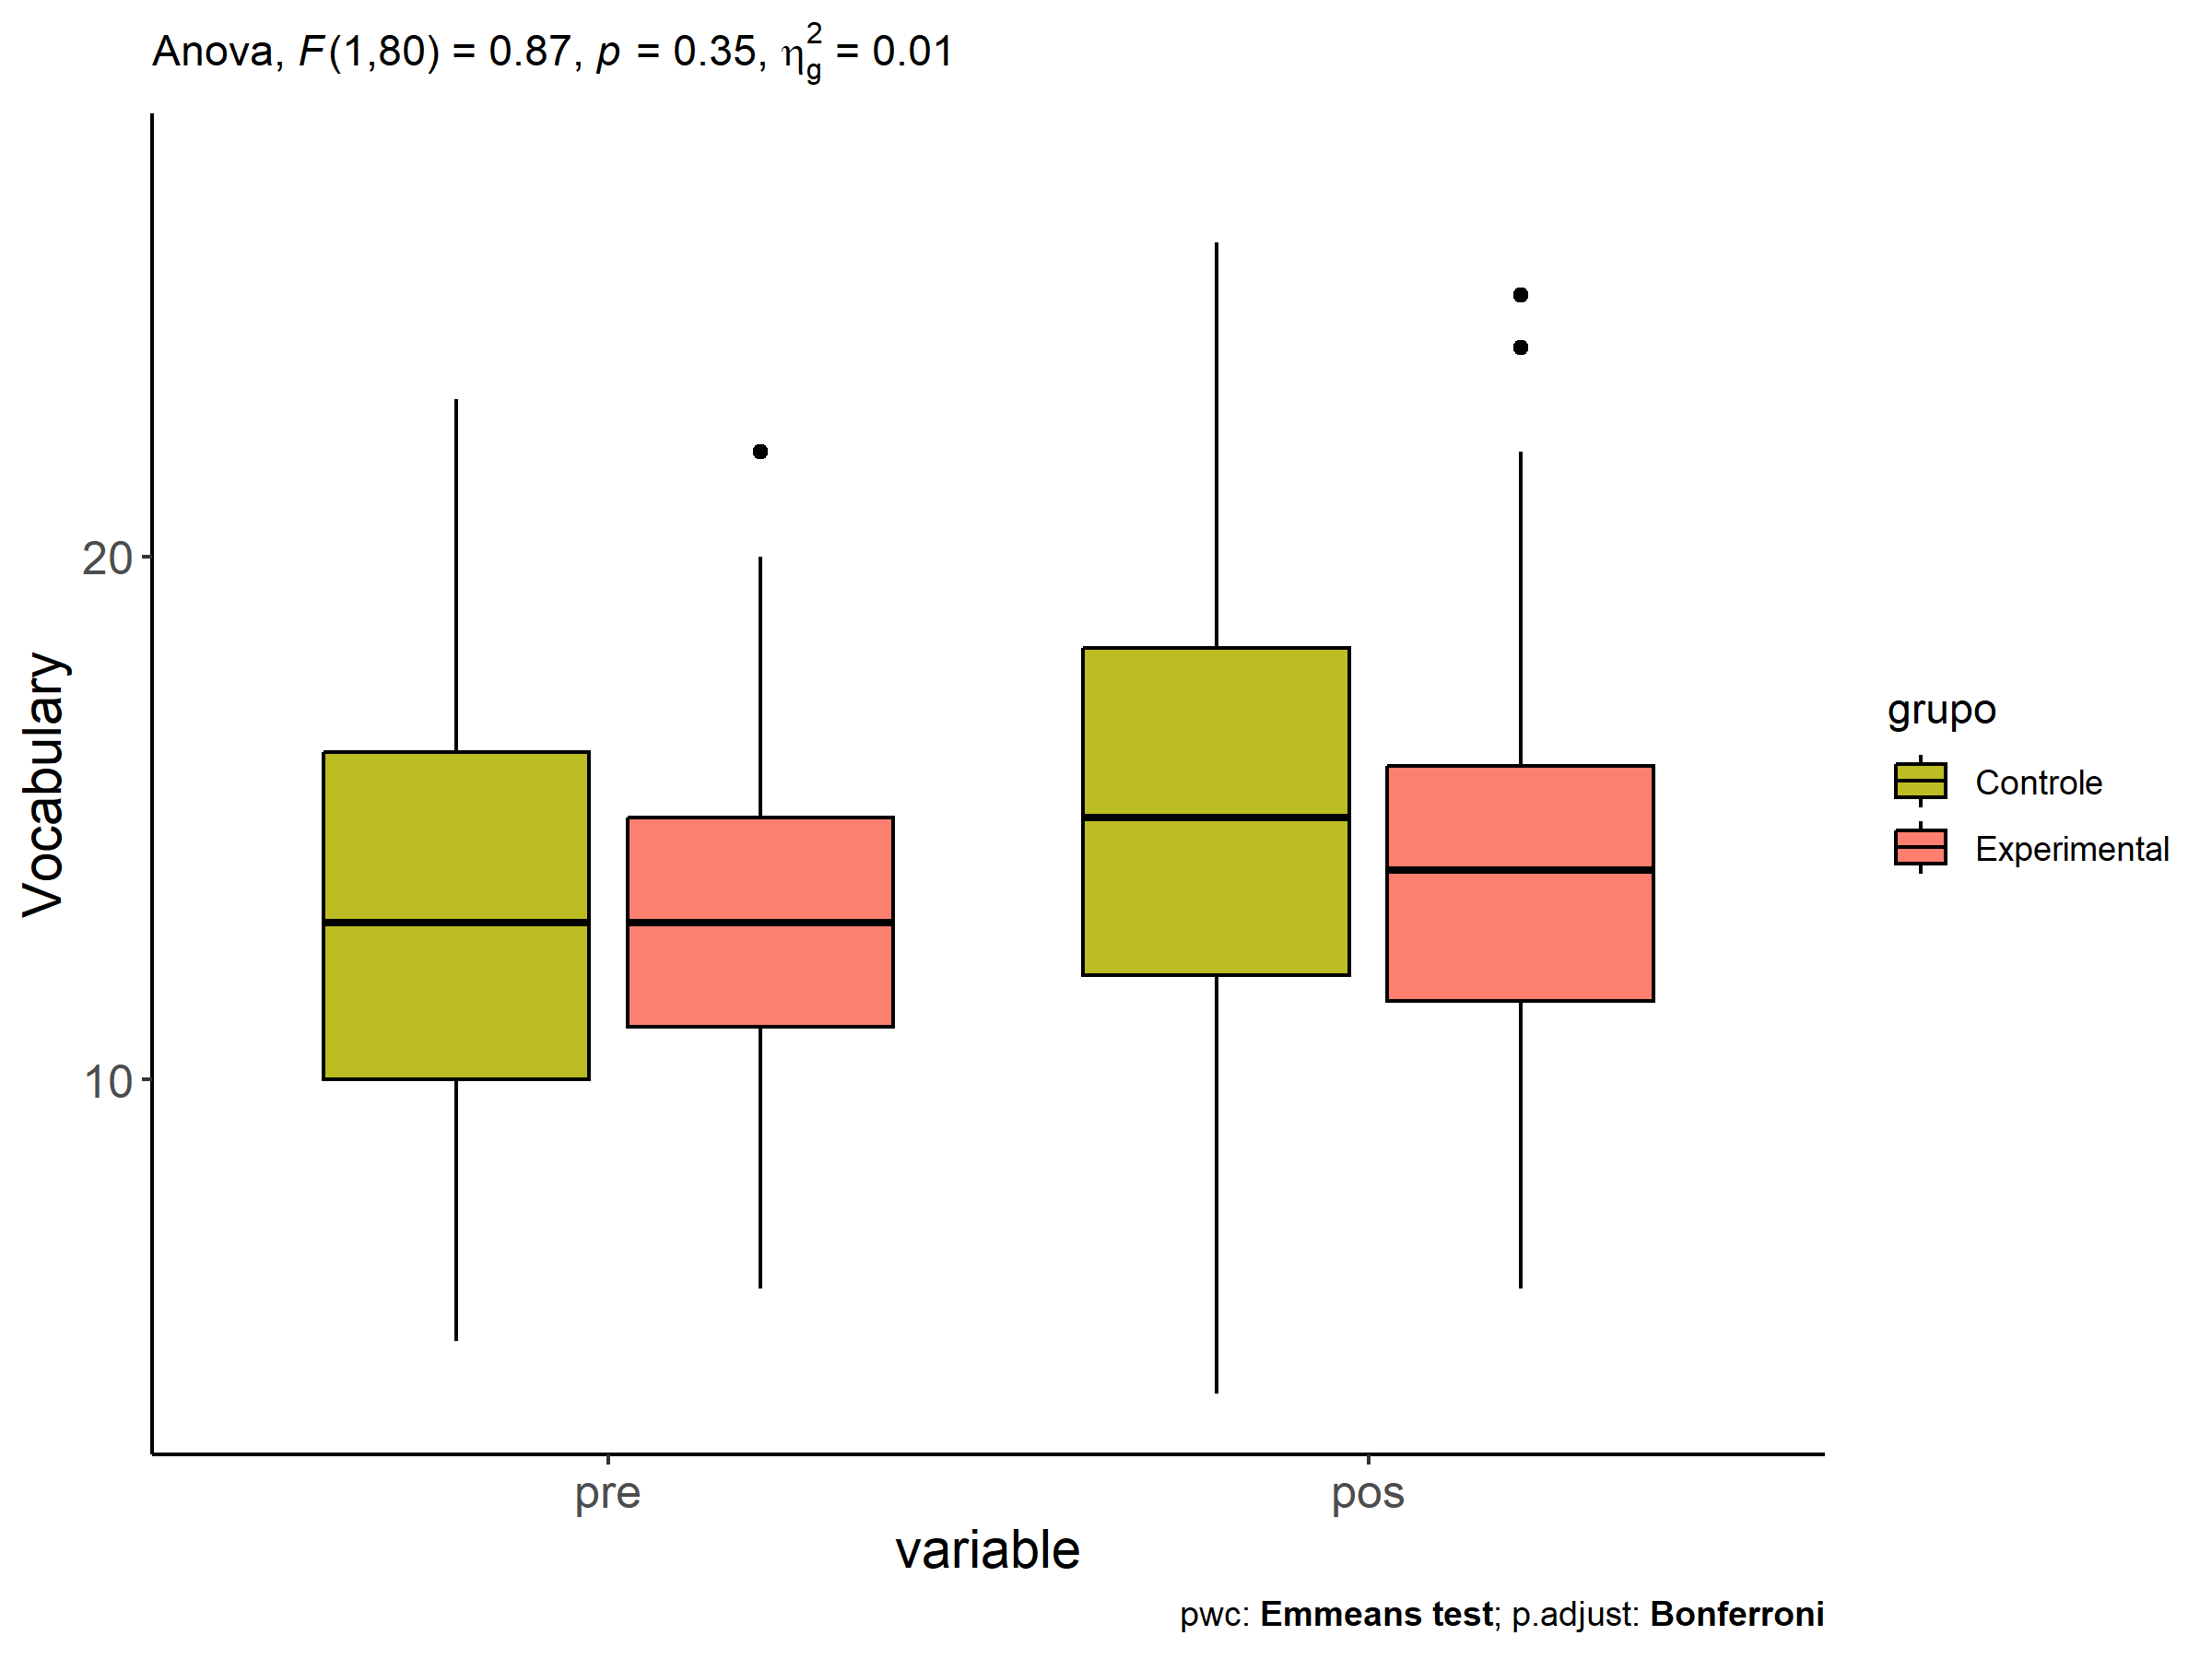 Anova, F(1,80) = 0.87, p = 0.35, η²g = 0.01
Vocabulary
20
10
pre
pos
variable
grupo
Controle
Experimental
pwc: Emmeans test; p.adjust: Bonferroni